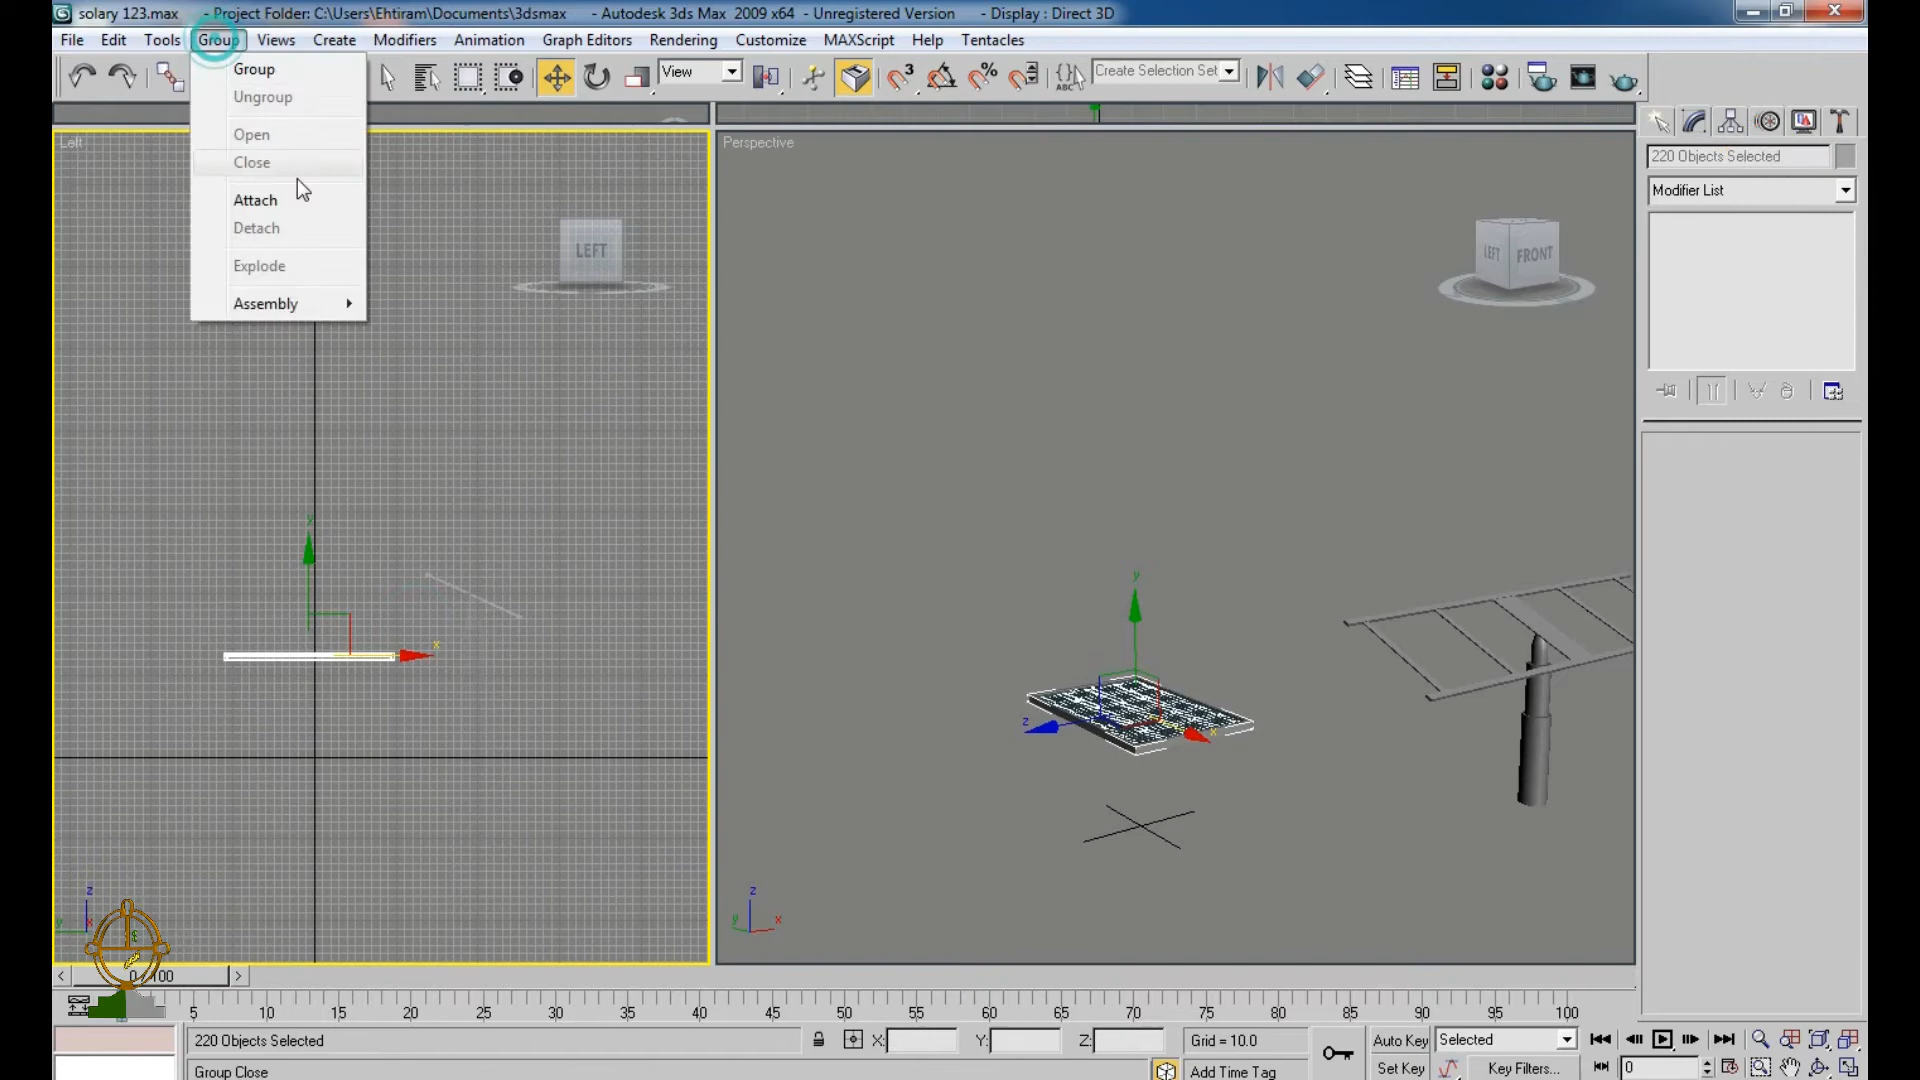 solary 123.max - Project Folder: C:\Users\Ehtiram\Documents\3dsmax - Autodesk 3ds Max 2009 x64 - Unregistered Version - Display : Direct 3D
File Edit Tools Group Views Create Modifiers Animation Graph Editors Rendering Customize MAXScript Help Tentacles
View
Create Selection Set
Group
Ungroup
Open
Close
Attach
Detach
Explode
Assembly
Left
Perspective
LEFT
LEFT FRONT
220 Objects Selected
Modifier List
y
x
y
z
x
z
y
x
z
y
x
0 / 100
5 10 15 20 25 30 35 40 45 50 55 60 65 70 75 80 85 90 95 100
220 Objects Selected
X:
Y:
Z:
Grid = 10.0
Auto Key
Selected
Group Close
Add Time Tag
Set Key
Key Filters...
0